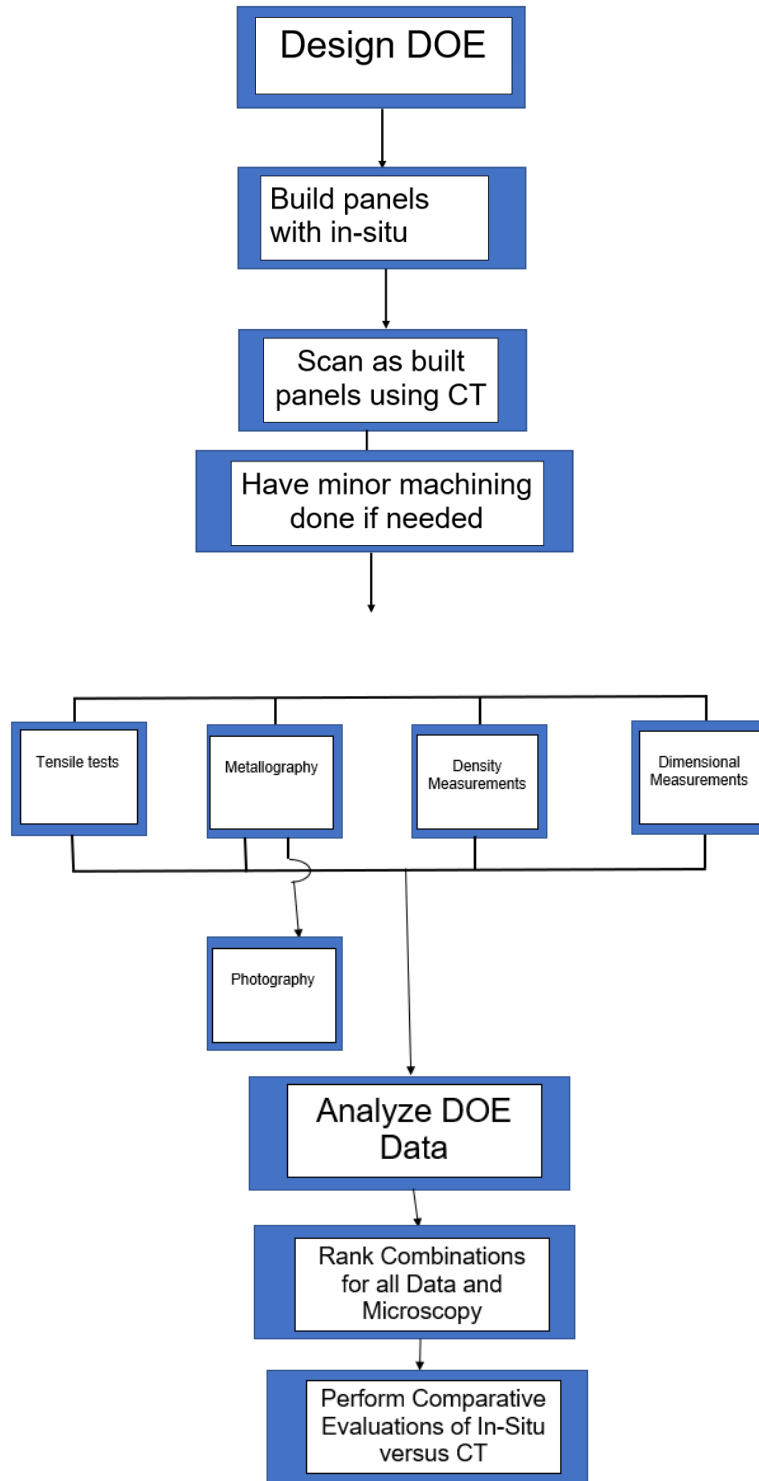 Design DOE
Build panels
with in-situ
Scan as built
panels using CT
Have minor machining
done if needed
Tensile tests
Metallography
Density
Measurements
Dimensional
Measurements
Photography
Analyze DOE
Data
Rank Combinations
for all Data and
Microscopy
Perform Comparative
Evaluations of In-Situ
versus CT